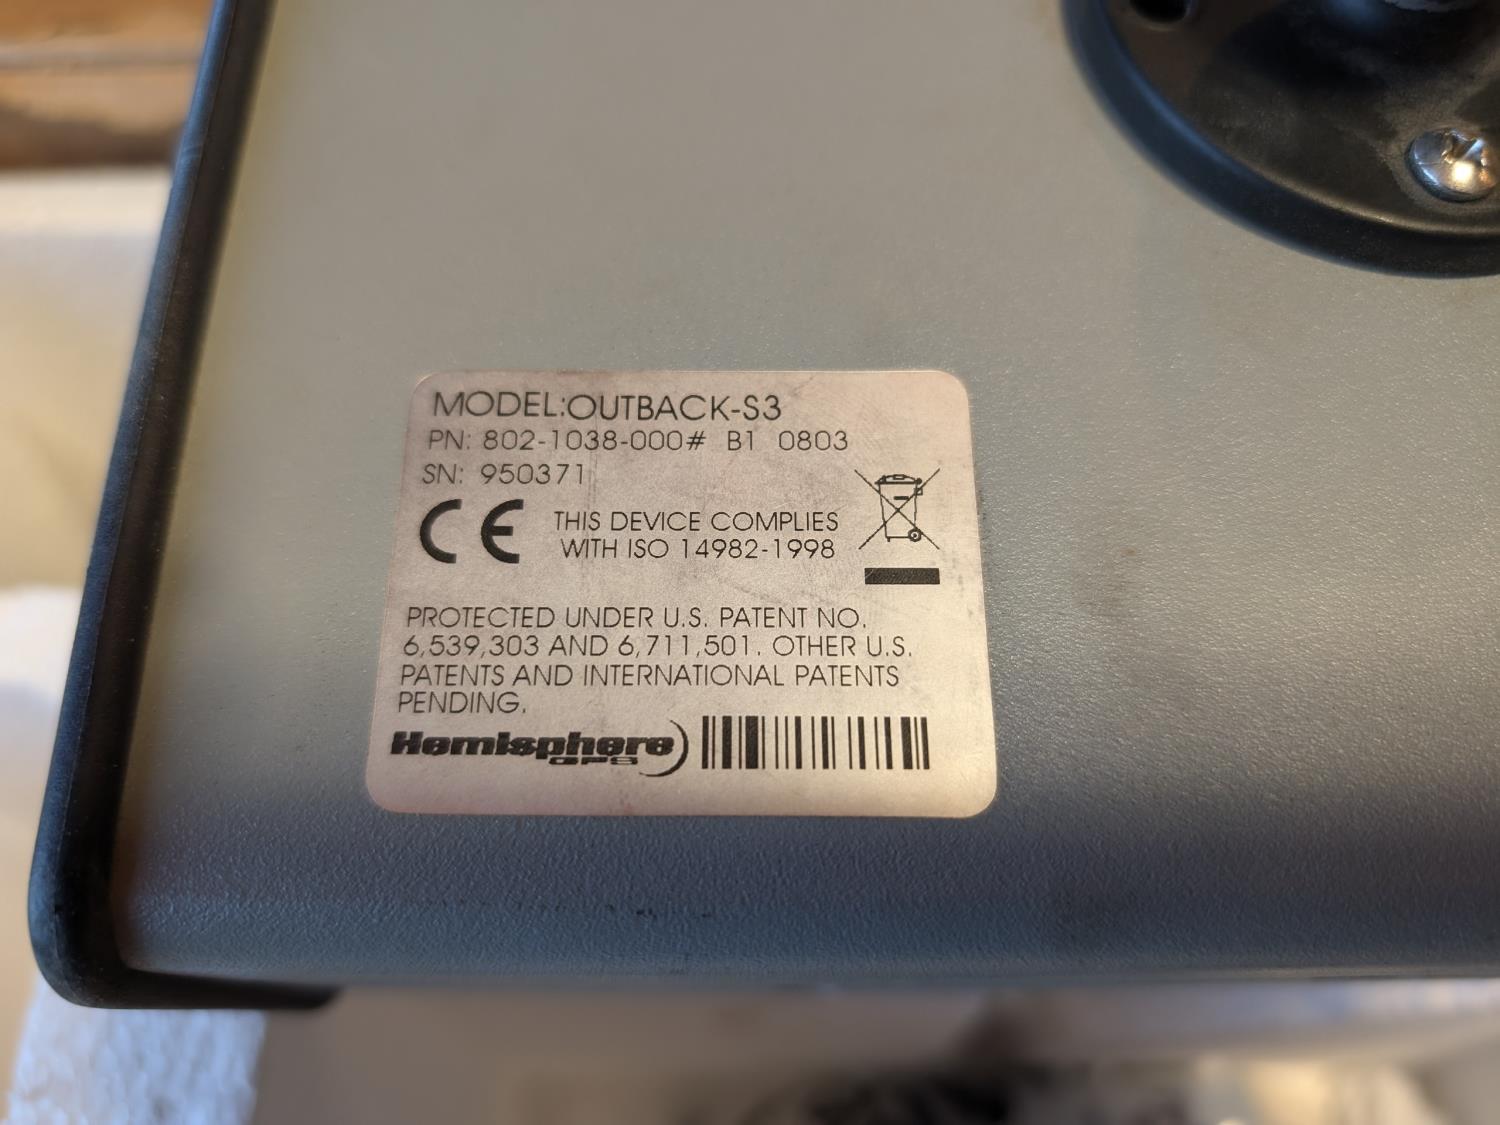 MODEL:OUTBACK-S3
PN: 802-1038-000# B1 0803
SN: 950371
CE
THIS DEVICE COMPLIES
WITH ISO 14982-1998
PROTECTED UNDER U.S. PATENT NO.
6,539,303 AND 6,711,501. OTHER U.S.
PATENTS AND INTERNATIONAL PATENTS
PENDING.
Hemisphere
GPS